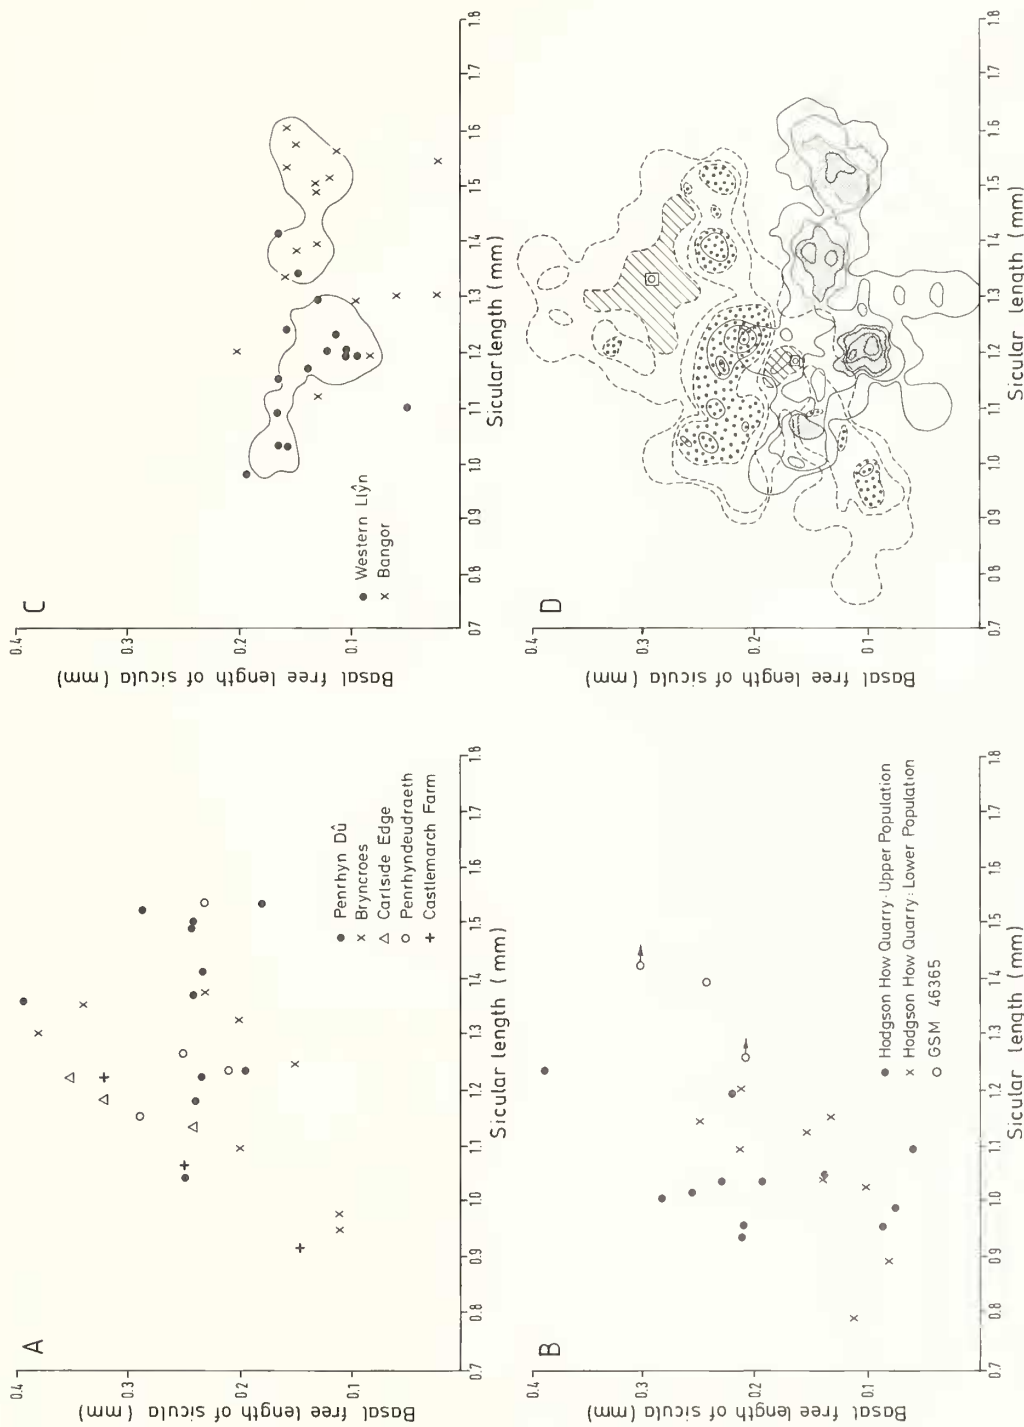 A
0.4
0.3
0.2
0.1
Basal free length of sicula (mm)
0.7
0.8
0.9
1.0
1.1
1.2
1.3
1.4
1.5
1.6
1.7
1.8
Sicular length (mm)
● Penrhyn Dû
x Bryncroes
△ Carlside Edge
○ Penrhyndeudraeth
+ Castlemarch Farm
C
0.4
0.3
0.2
0.1
Basal free length of sicula (mm)
0.7
0.8
0.9
1.0
1.1
1.2
1.3
1.4
1.5
1.6
1.7
1.8
Sicular length (mm)
● Western Llŷn
x Bangor
B
0.4
0.3
0.2
0.1
Basal free length of sicula (mm)
0.7
0.8
0.9
1.0
1.1
1.2
1.3
1.4
1.5
1.6
1.7
1.8
Sicular length (mm)
● Hodgson How Quarry: Upper Population
x Hodgson How Quarry: Lower Population
○ GSM 46365
D
0.4
0.3
0.2
0.1
Basal free length of sicula (mm)
0.7
0.8
0.9
1.0
1.1
1.2
1.3
1.4
1.5
1.6
1.7
1.8
Sicular length (mm)